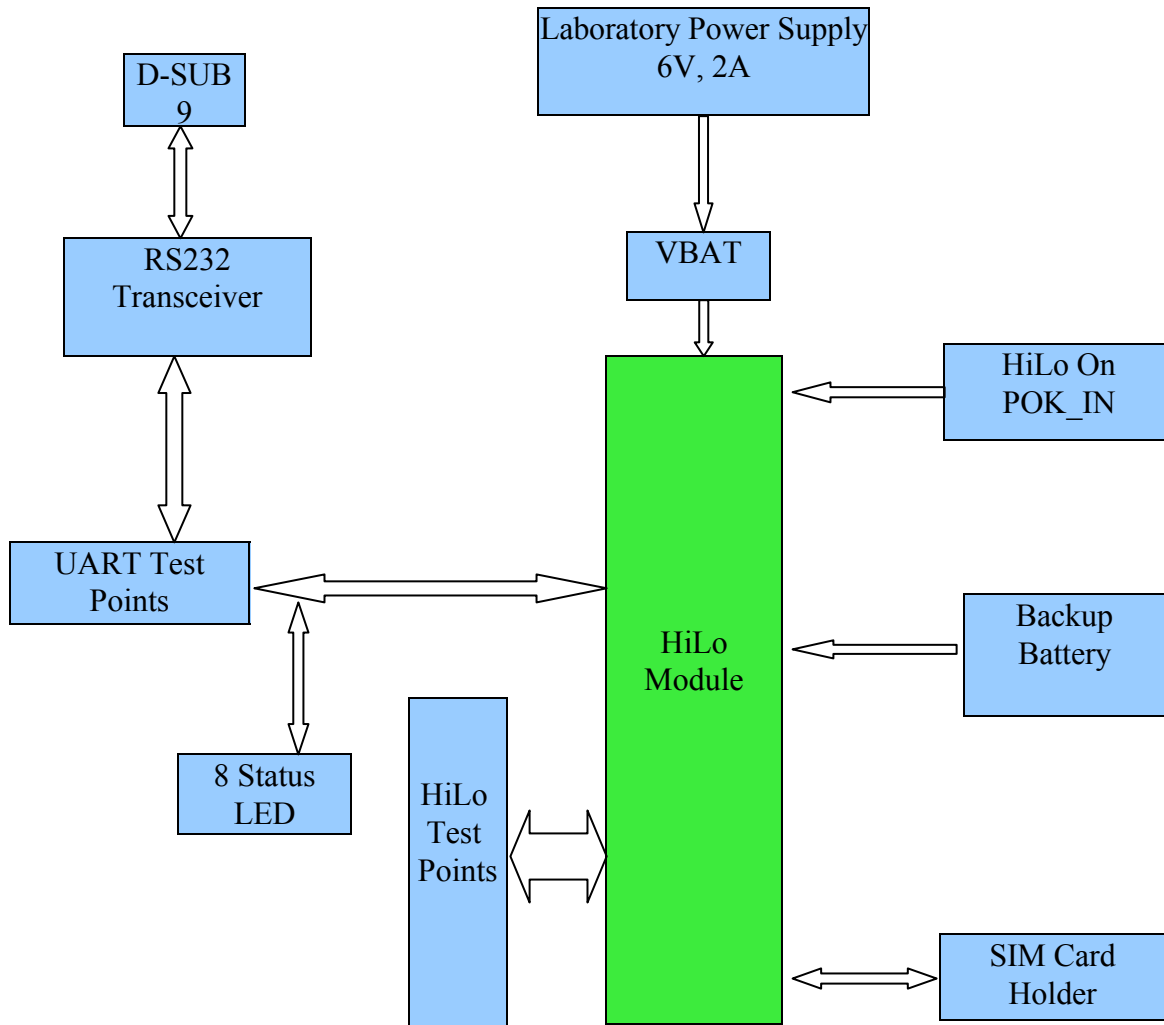 Laboratory Power Supply
6V, 2A
D-SUB
9
RS232
Transceiver
VBAT
HiLo On
POK_IN
UART Test
Points
HiLo
Module
Backup
Battery
8 Status
LED
HiLo
Test
Points
SIM Card
Holder